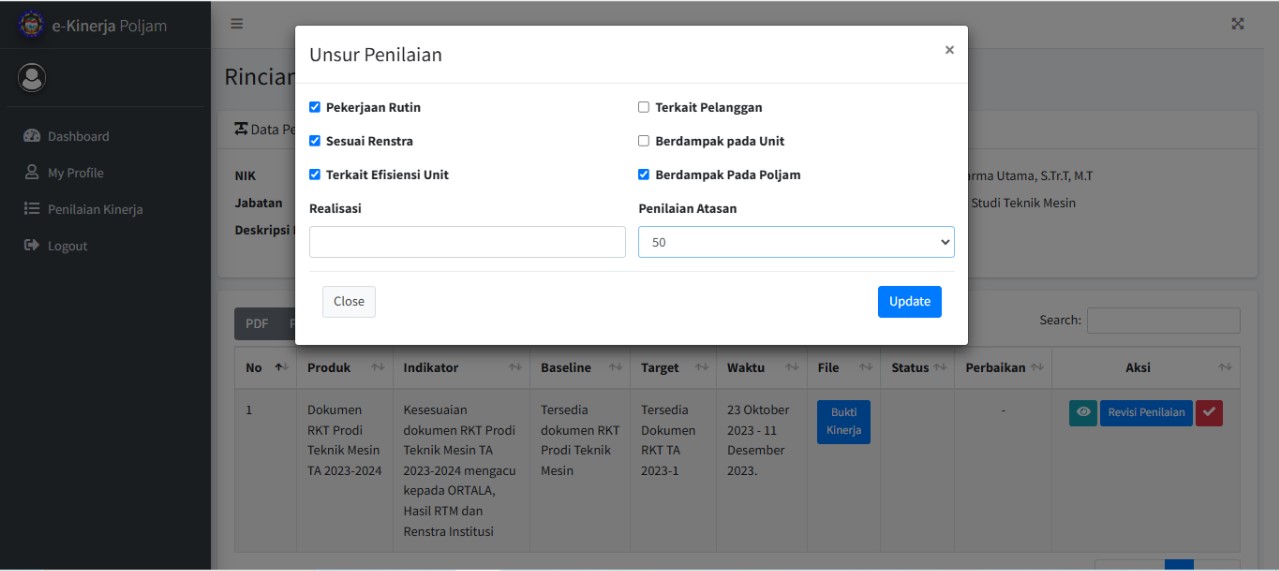 e-Kinerja Poljam
Dashboard
My Profile
Penilaian Kinerja
Logout
Unsur Penilaian
×
Pekerjaan Rutin
Terkait Pelanggan
Sesuai Renstra
Berdampak pada Unit
Terkait Efisiensi Unit
Berdampak Pada Poljam
Realisasi
Penilaian Atasan
50
Close
Update
Rincian
Data Pe
NIK
arma Utama, S.Tr.T, M.T
Jabatan
Studi Teknik Mesin
Deskripsi
PDF
Search:
No Produk Indikator Baseline Target Waktu File Status Perbaikan Aksi
1
Dokumen
RKT Prodi
Teknik Mesin
TA 2023-2024
Kesesuaian
dokumen RKT Prodi
Teknik Mesin TA
2023-2024 mengacu
kepada ORTALA,
Hasil RTM dan
Renstra Institusi
Tersedia
dokumen RKT
Prodi Teknik
Mesin
Tersedia
Dokumen
RKT TA
2023-1
23 Oktober
2023 - 11
Desember
2023.
Bukti
Kinerja
-
Revisi Penilaian